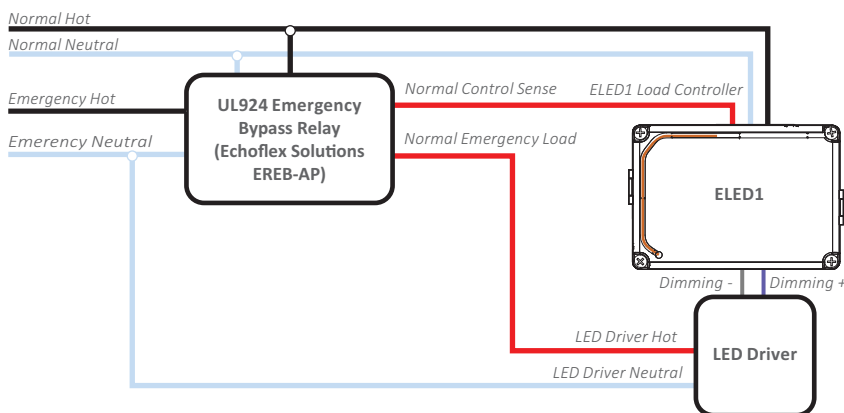 Normal Hot
Normal Neutral
Emergency Hot
Emerency Neutral
UL924 Emergency
Bypass Relay
(Echoflex Solutions
EREB-AP)
Normal Control Sense
ELED1 Load Controller
Normal Emergency Load
ELED1
Dimming -
Dimming +
LED Driver Hot
LED Driver
LED Driver Neutral